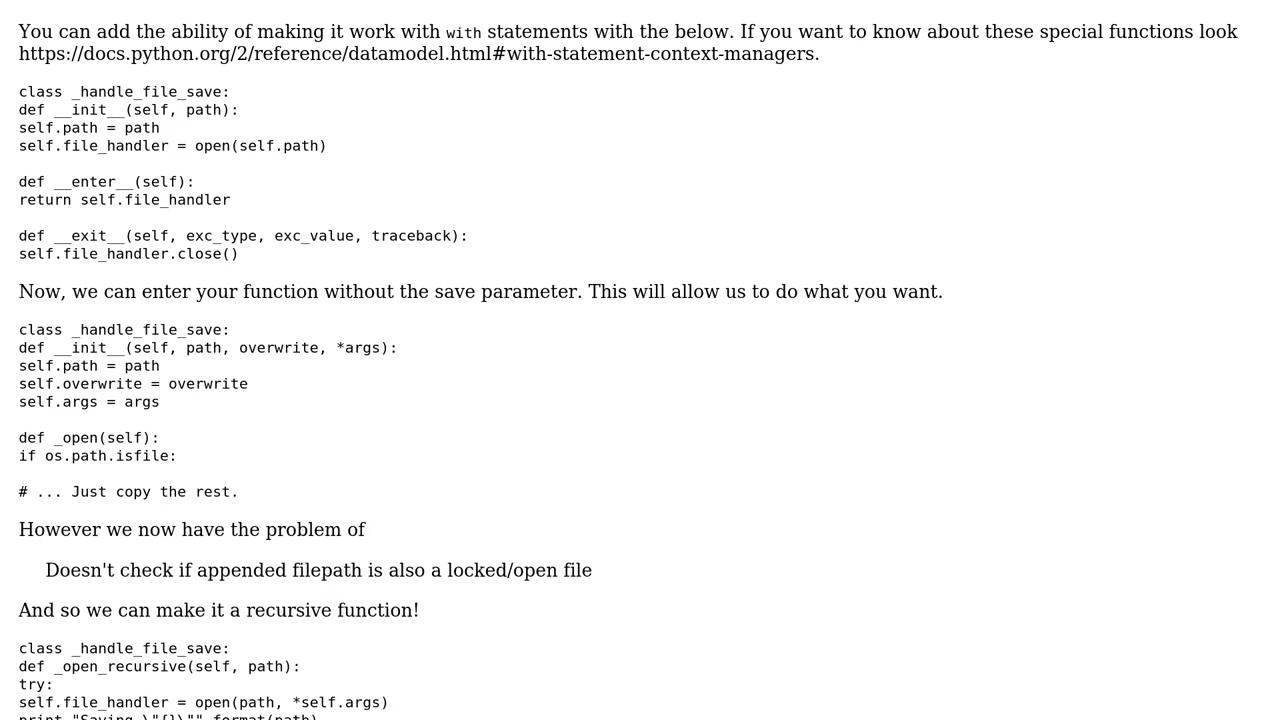 You can add the ability of making it work with with statements with the below. If you want to know about these special functions look
https://docs.python.org/2/reference/datamodel.html#with-statement-context-managers.
class _handle_file_save:
def __init__(self, path):
self.path = path
self.file_handler = open(self.path)
def __enter__(self):
return self.file_handler
def __exit__(self, exc_type, exc_value, traceback):
self.file_handler.close()
Now, we can enter your function without the save parameter. This will allow us to do what you want.
class _handle_file_save:
def __init__(self, path, overwrite, *args):
self.path = path
self.overwrite = overwrite
self.args = args
def _open(self):
if os.path.isfile:
# ... Just copy the rest.
However we now have the problem of
Doesn't check if appended filepath is also a locked/open file
And so we can make it a recursive function!
class _handle_file_save:
def _open_recursive(self, path):
try:
self.file_handler = open(path, *self.args)
print "Saving \"{}\"".format(path)